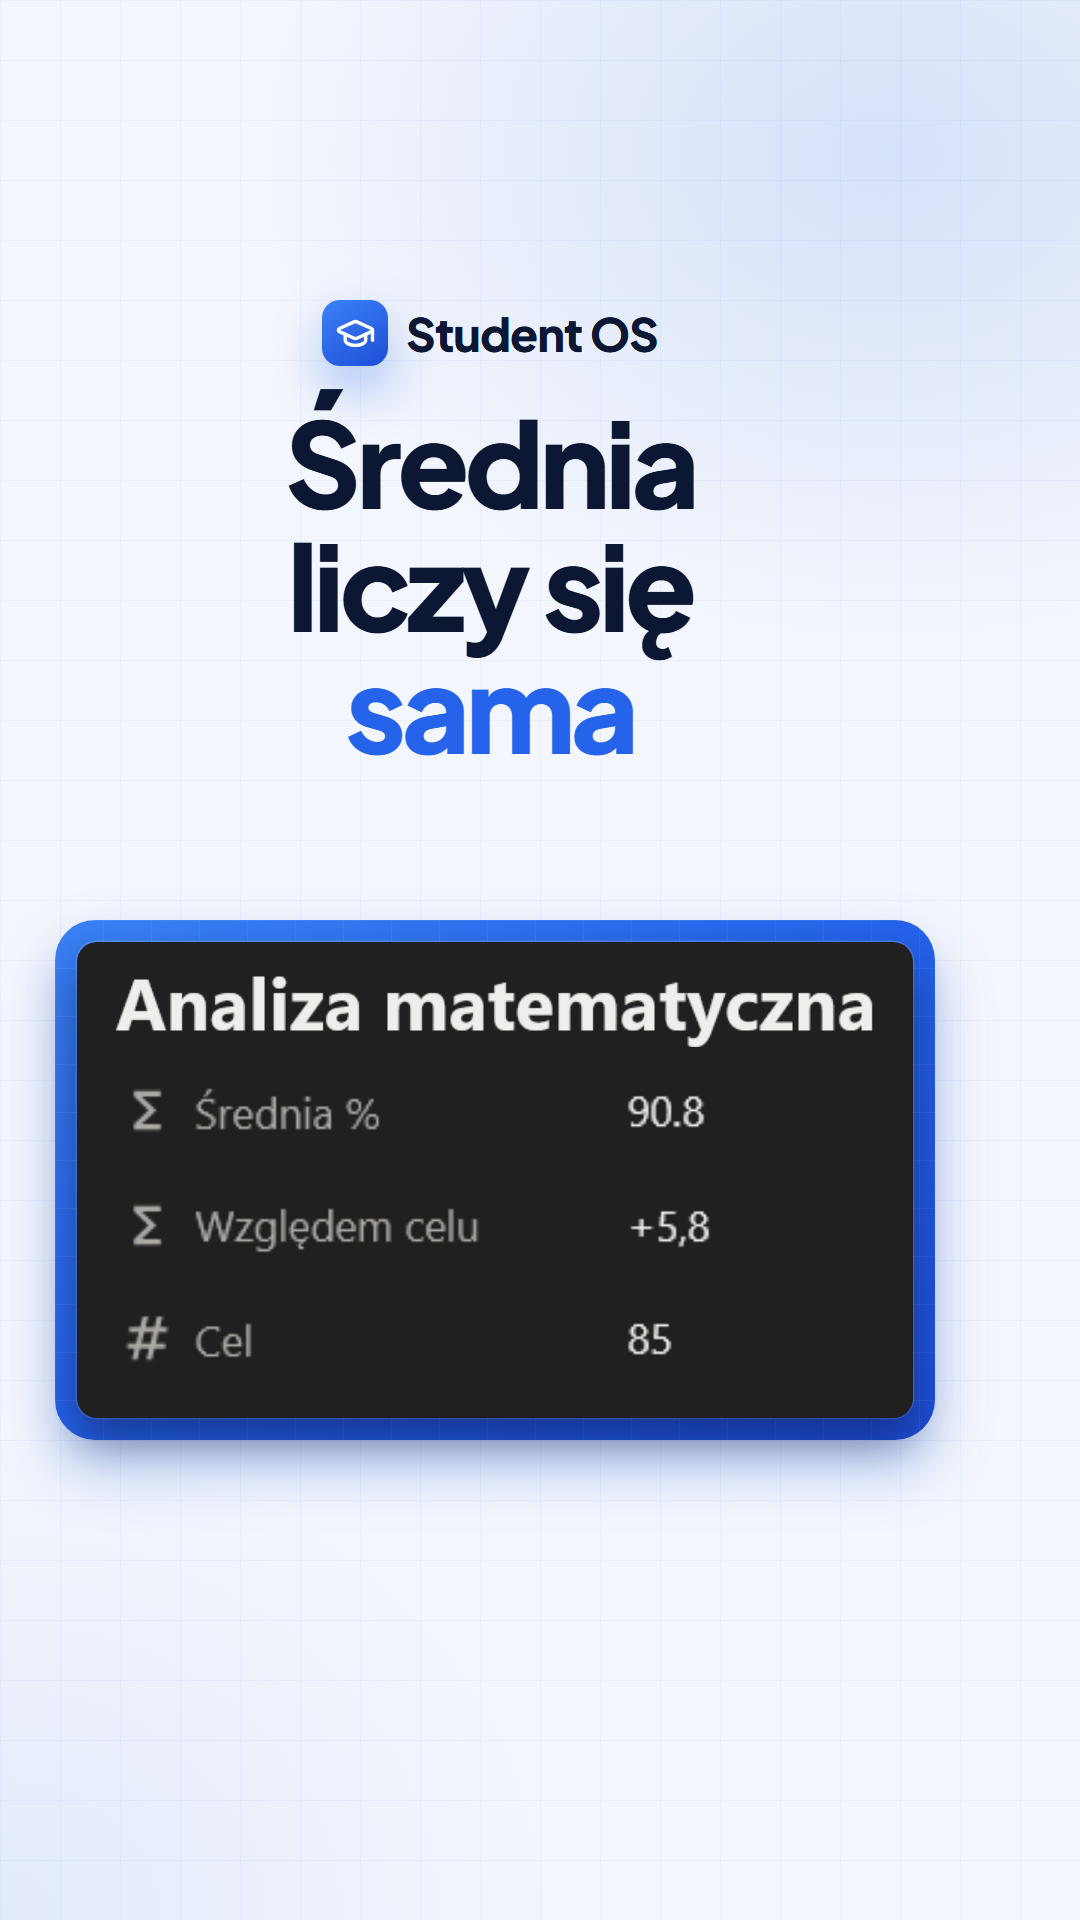 Student OS
Średnia
liczy się
sama
Analiza matematyczna
Σ Średnia % 90.8
Σ Względem celu +5,8
# Cel 85